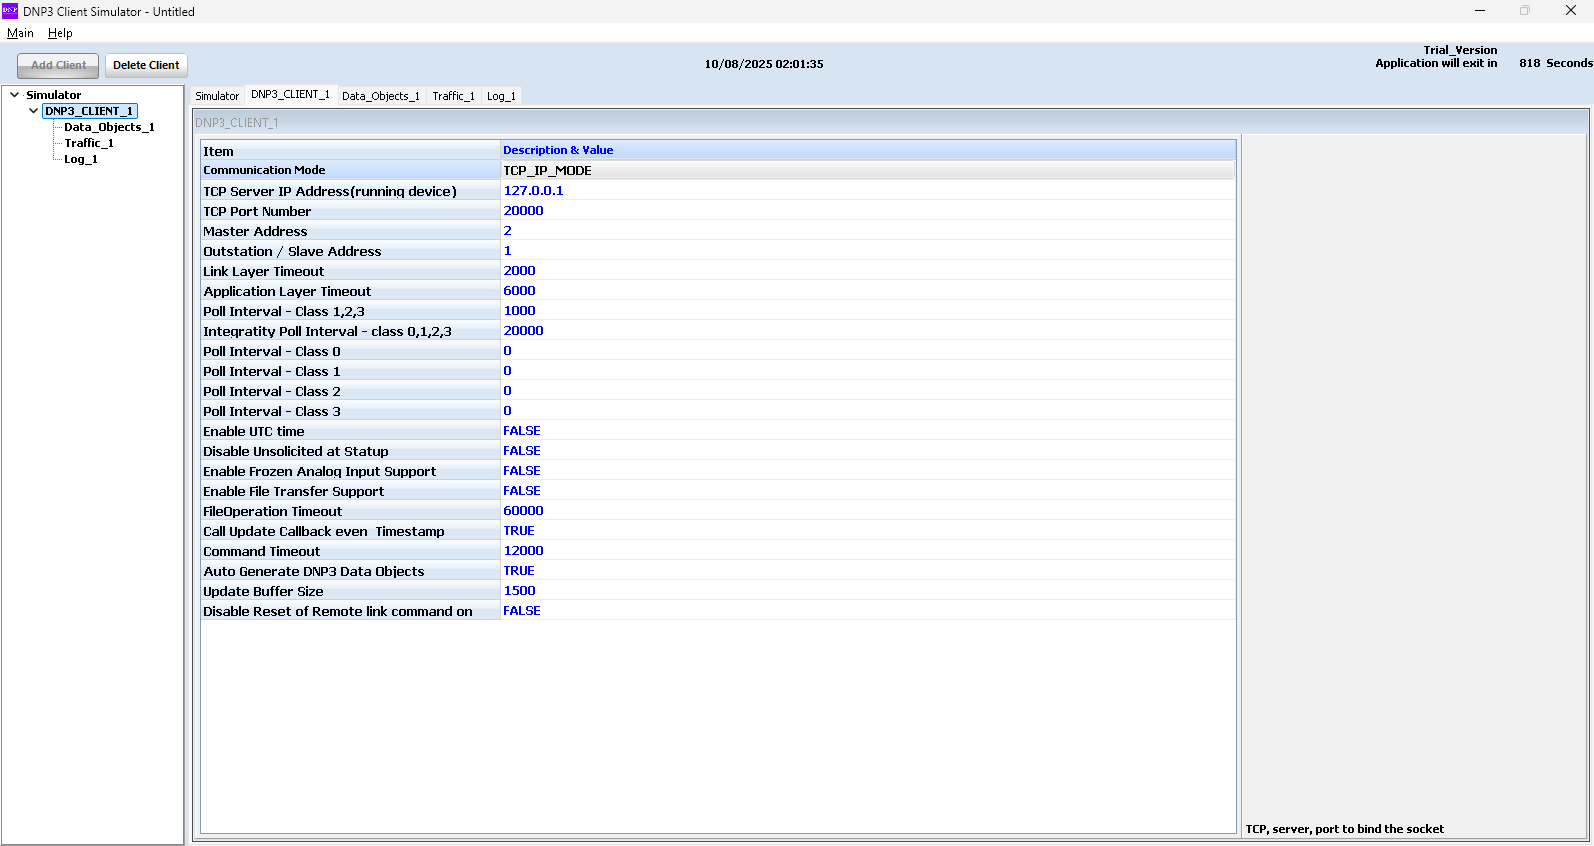 DNP3 Client Simulator - Untitled
Main Help
Add Client Delete Client 10/08/2025 02:01:35 Trial_Version
Application will exit in 818 Seconds
Simulator
DNP3_CLIENT_1
Data_Objects_1
Traffic_1
Log_1
Simulator DNP3_CLIENT_1 Data_Objects_1 Traffic_1 Log_1
DNP3_CLIENT_1
Item Description & Value
Communication Mode TCP_IP_MODE
TCP Server IP Address(running device) 127.0.0.1
TCP Port Number 20000
Master Address 2
Outstation / Slave Address 1
Link Layer Timeout 2000
Application Layer Timeout 6000
Poll Interval - Class 1,2,3 1000
Integratity Poll Interval - class 0,1,2,3 20000
Poll Interval - Class 0 0
Poll Interval - Class 1 0
Poll Interval - Class 2 0
Poll Interval - Class 3 0
Enable UTC time FALSE
Disable Unsolicited at Statup FALSE
Enable Frozen Analog Input Support FALSE
Enable File Transfer Support FALSE
FileOperation Timeout 60000
Call Update Callback even Timestamp TRUE
Command Timeout 12000
Auto Generate DNP3 Data Objects TRUE
Update Buffer Size 1500
Disable Reset of Remote link command on FALSE
TCP, server, port to bind the socket